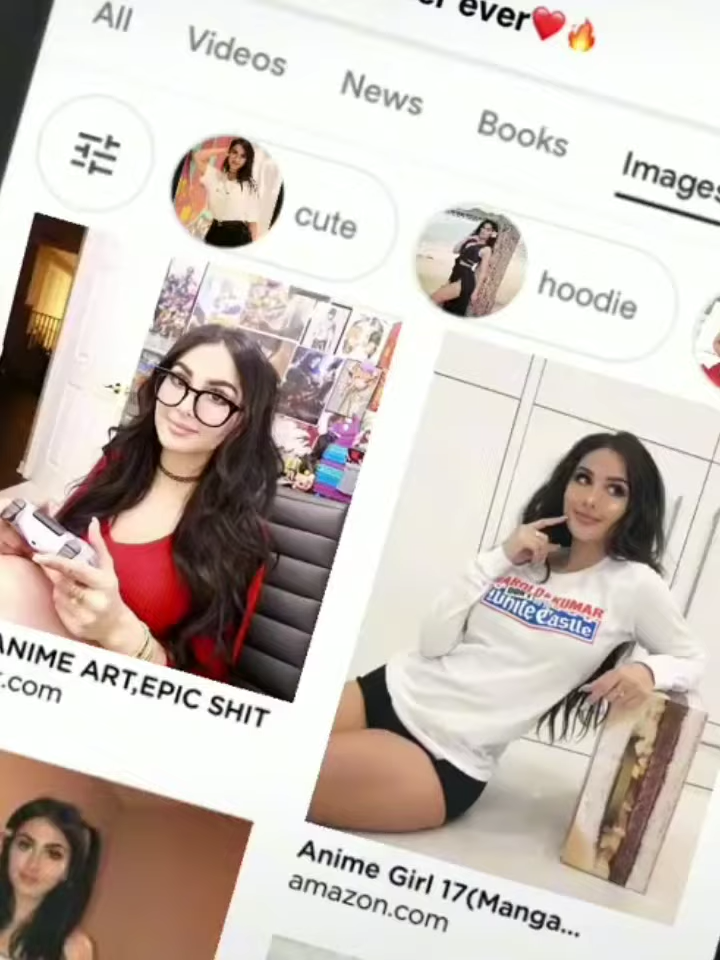 er ever❤️🔥
All Videos News Books Images
cute hoodie
HAROLD & KUMAR
White Castle
ANIME ART,EPIC SHIT
.com
Anime Girl 17(Manga...
amazon.com